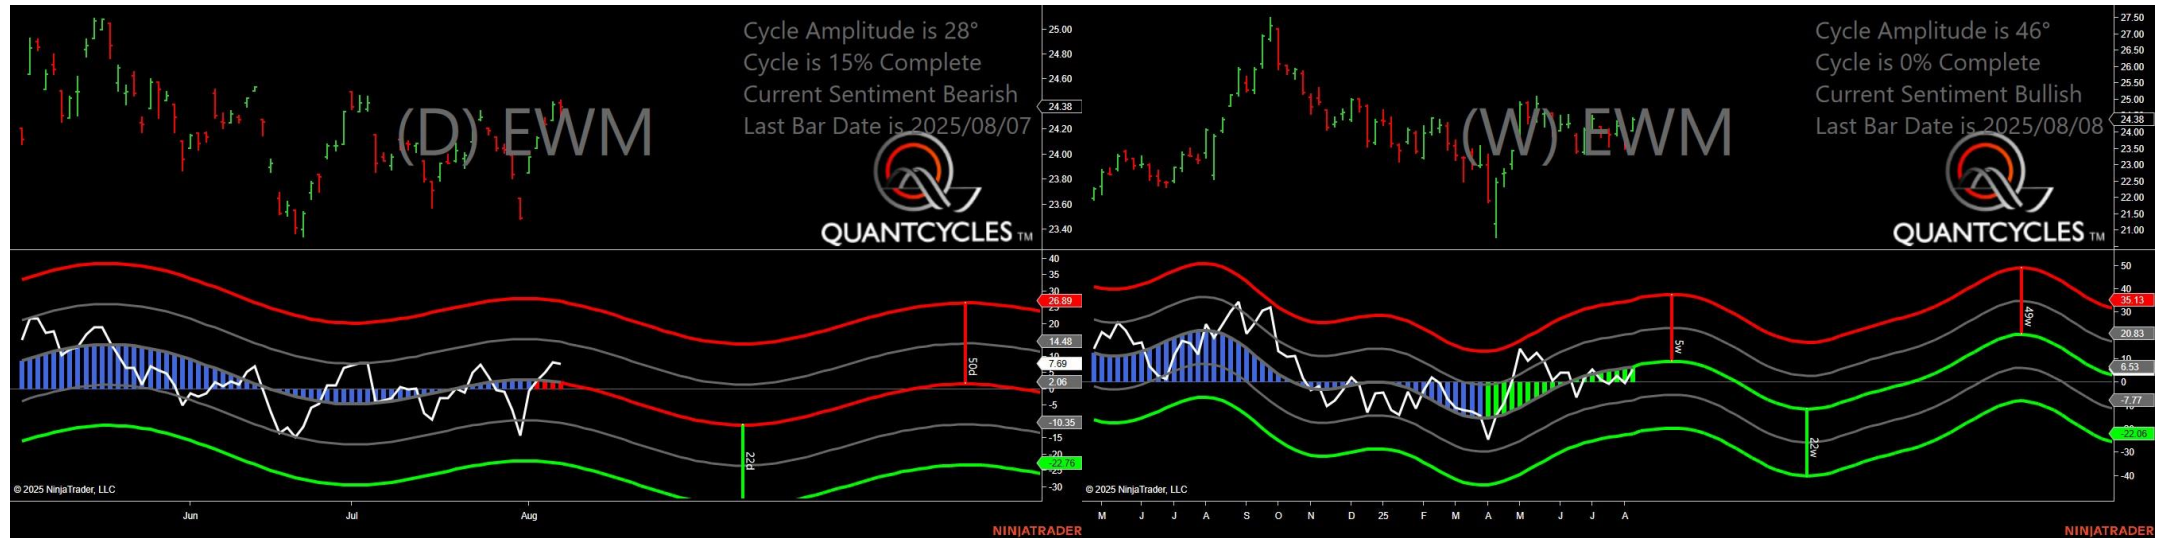 Cycle Amplitude is 28°
Cycle is 15% Complete
Current Sentiment Bearish
Last Bar Date is 2025/08/07
(D) EWM
QUANTCYCLES TM
25.00
24.80
24.60
24.38
24.20
24.00
23.80
23.60
23.40
40
35
30
26.89
20
14.48
10
7.69
2.06
-5
-10.35
-15
-20
-22.76
-30
50d
22d
© 2025 NinjaTrader, LLC
Jun
Jul
Aug
NINJATRADER
Cycle Amplitude is 46°
Cycle is 0% Complete
Current Sentiment Bullish
Last Bar Date is 2025/08/08
(W) EWM
QUANTCYCLES TM
27.50
27.00
26.50
26.00
25.50
25.00
24.38
24.00
23.50
23.00
22.50
22.00
21.50
21.00
50
40
35.13
30
20.83
10
6.53
0
-7.77
-22.06
-30
-40
5w
22w
49w
© 2025 NinjaTrader, LLC
M J J A S O N D 25 F M A M J J A
NINJATRADER